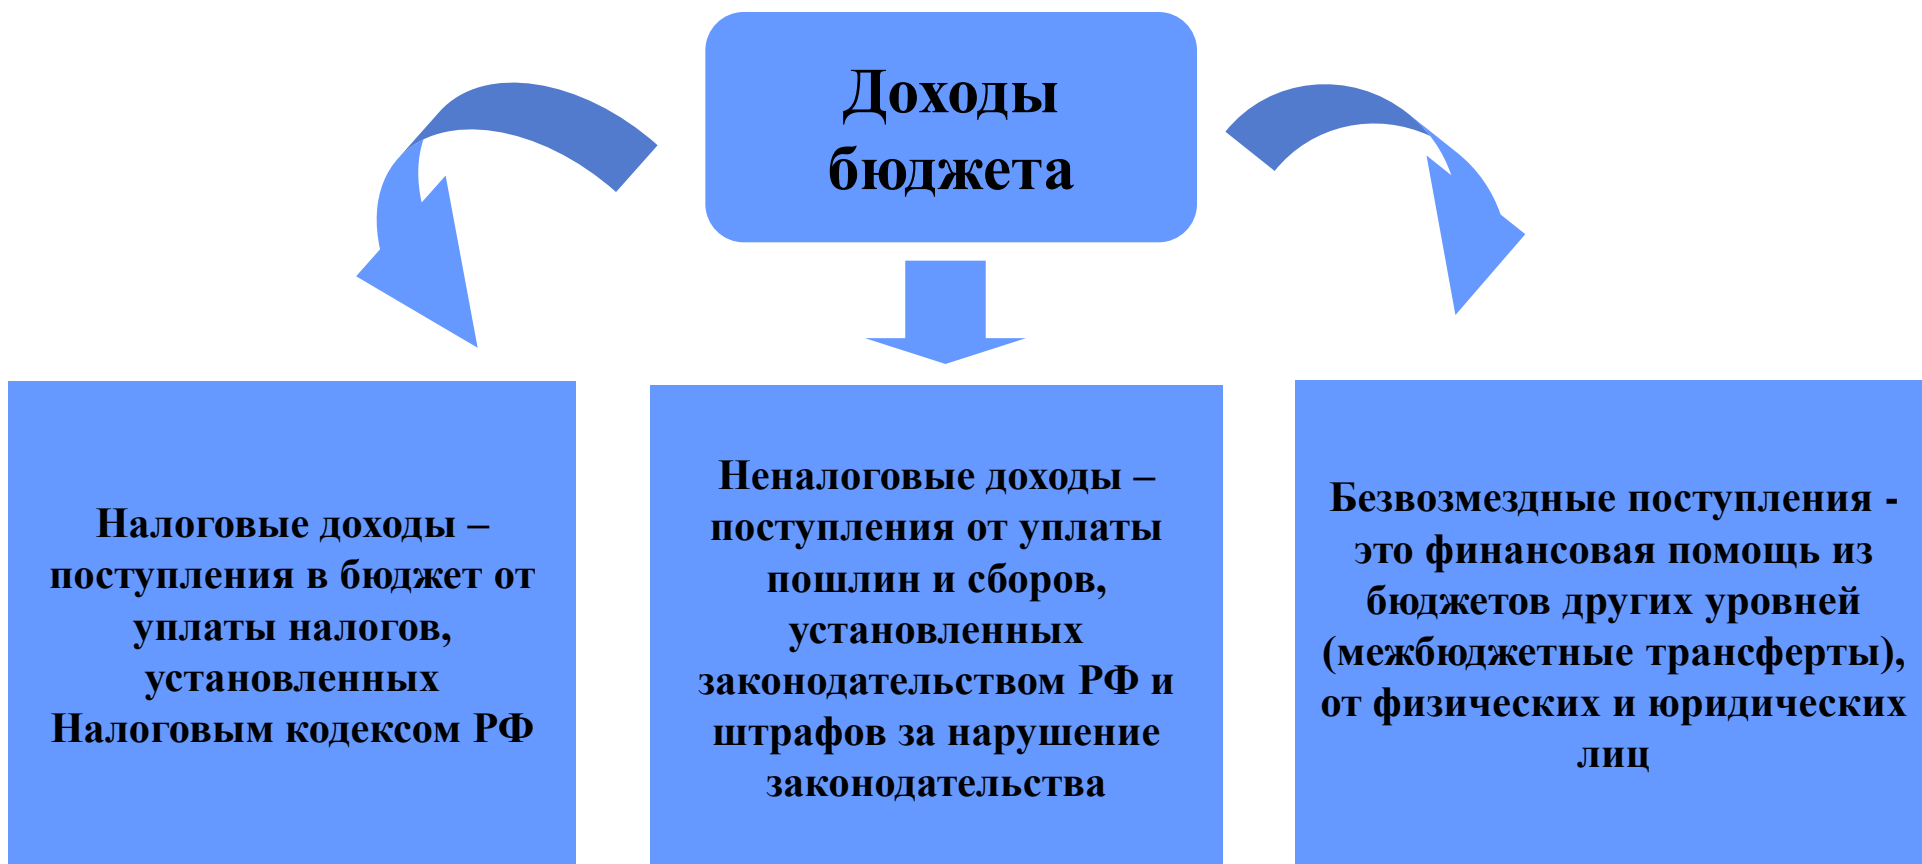 Доходы
бюджета
Налоговые доходы –
поступления в бюджет от
уплаты налогов,
установленных
Налоговым кодексом РФ
Неналоговые доходы –
поступления от уплаты
пошлин и сборов,
установленных
законодательством РФ и
штрафов за нарушение
законодательства
Безвозмездные поступления -
это финансовая помощь из
бюджетов других уровней
(межбюджетные трансферты),
от физических и юридических
лиц